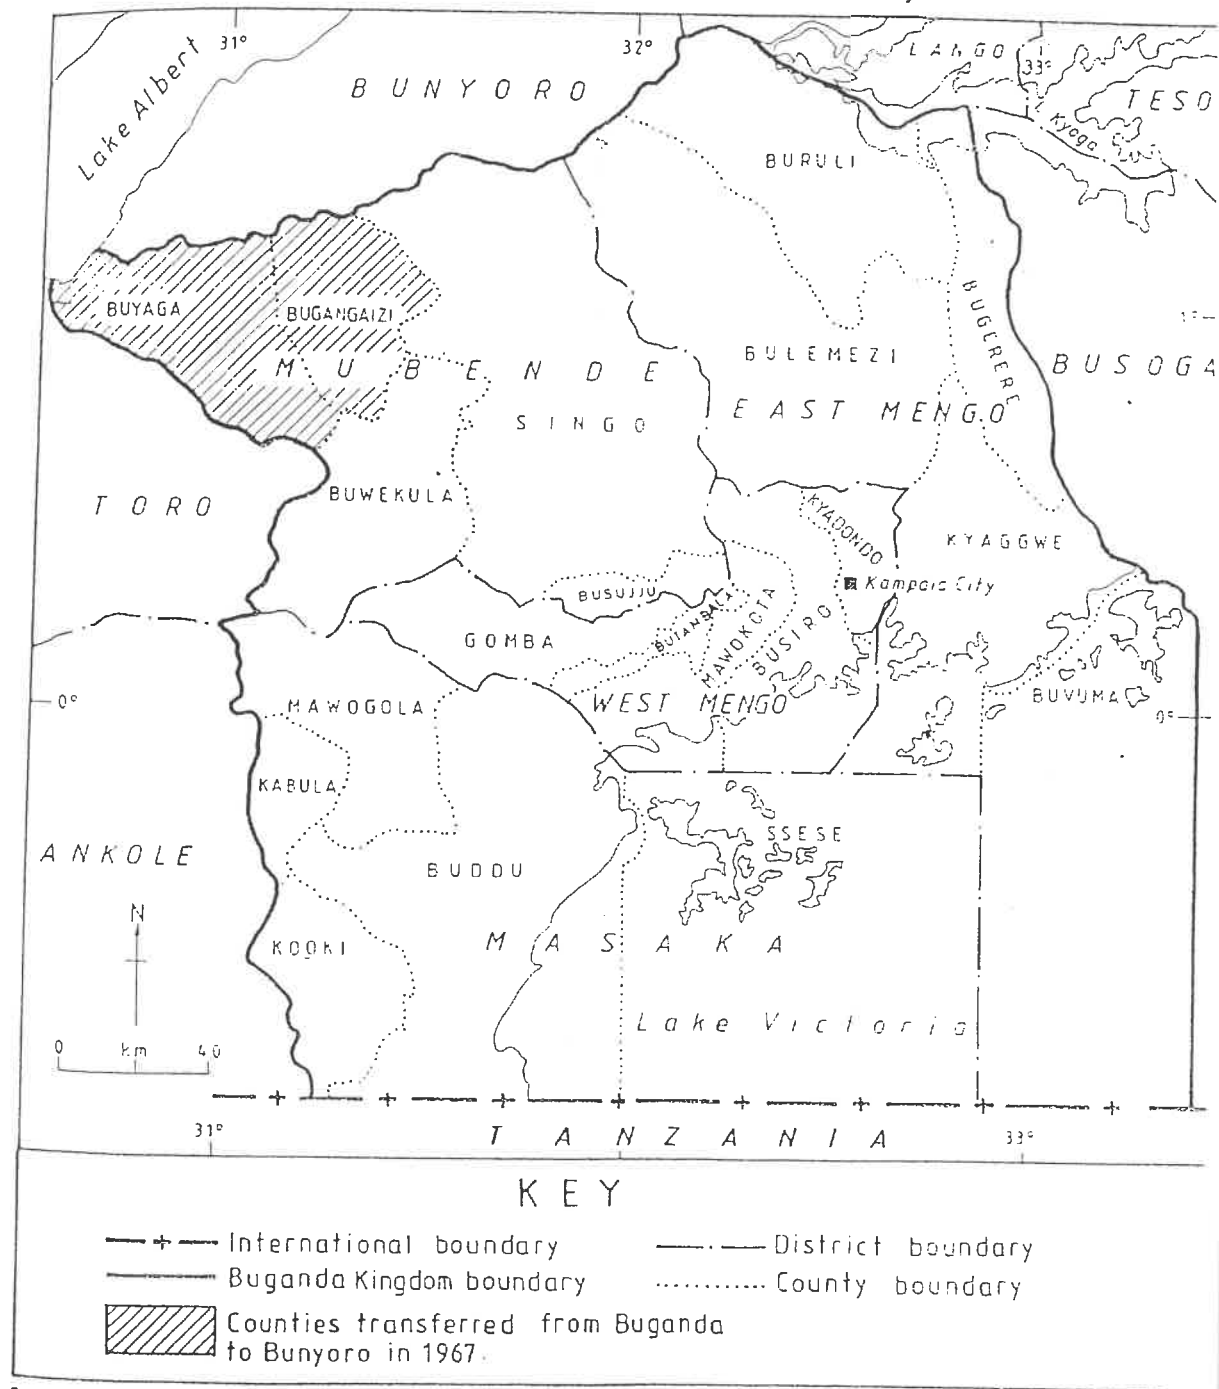 31°
32°
LANGO
33°
Lake Albert
BUNYORO
TESO
Kyoga
BURULI
BUYAGA
BUGANGAIZI
BUGERERE
MUBENDE
BULEMEZI
BUSOGA
SINGO
EAST MENGO
TORO
BUWEKULA
KYADONDO
KYAGGWE
Kampala City
BUSUJJU
BUTAMBALA
MAWOKOTA
BUSIRO
GOMBA
0°
MAWOGOLA
WEST MENGO
BUVUMA
0°
KABULA
SSESE
ANKOLE
BUDDU
N
KOOKI
MASAKA
Lake Victoria
0 km 40
31°
TANZANIA
33°
KEY
International boundary
District boundary
Buganda Kingdom boundary
County boundary
Counties transferred from Buganda
to Bunyoro in 1967.